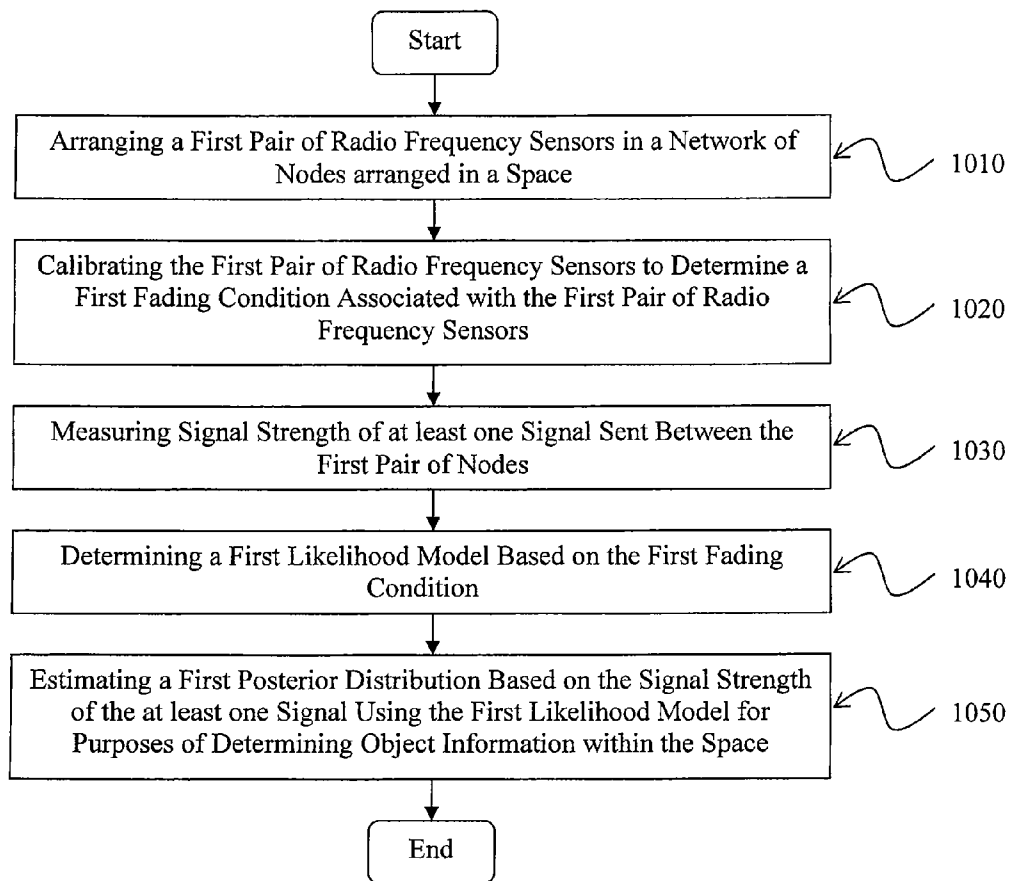 Start
Arranging a First Pair of Radio Frequency Sensors in a Network of
Nodes arranged in a Space
1010
Calibrating the First Pair of Radio Frequency Sensors to Determine a
First Fading Condition Associated with the First Pair of Radio
Frequency Sensors
1020
Measuring Signal Strength of at least one Signal Sent Between the
First Pair of Nodes
1030
Determining a First Likelihood Model Based on the First Fading
Condition
1040
Estimating a First Posterior Distribution Based on the Signal Strength
of the at least one Signal Using the First Likelihood Model for
Purposes of Determining Object Information within the Space
1050
End